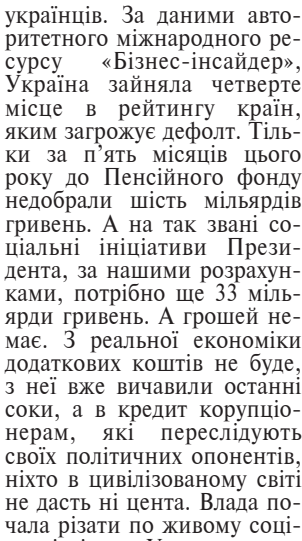 українців. За даними авто-
ритетного міжнародного ре-
сурсу «Бізнес-інсайдер»,
Україна зайняла четверте
місце в рейтингу країн,
яким загрожує дефолт. Тіль-
ки за п’ять місяців цього
року до Пенсійного фонду
недобрали шість мільярдів
гривень. А на так звані со-
ціальні ініціативи Прези-
дента, за нашими розрахун-
ками, потрібно ще 33 міль-
ярди гривень. А грошей не-
має. З реальної економіки
додаткових коштів не буде,
з неї вже вичавили останні
соки, а в кредит корупціо-
нерам, які переслідують
своїх політичних опонентів,
ніхто в цивілізованому світі
не дасть ні цента. Влада по-
чала різати по живому соці-